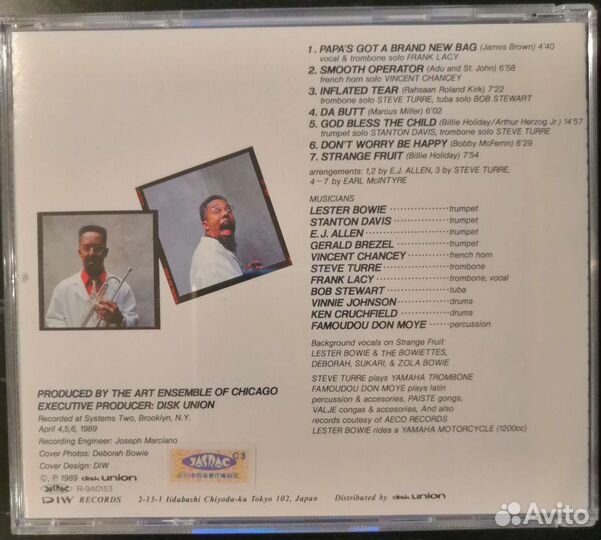 1. PAPA'S GOT A BRAND NEW BAG (James Brown) 4'40
vocal & trombone solo FRANK LACY
2. SMOOTH OPERATOR (Adu and St. John) 6'58
french horn solo VINCENT CHANCEY
3. INFLATED TEAR (Rahsaan Roland Kirk) 7'22
trombone solo STEVE TURRE, tuba solo BOB STEWART
4. DA BUTT (Marcus Miller) 6'02
5. GOD BLESS THE CHILD (Billie Holiday/Arthur Herzog Jr.) 14'57
trumpet solo STANTON DAVIS, trombone solo STEVE TURRE
6. DON'T WORRY BE HAPPY (Bobby McFerrin) 6'29
7. STRANGE FRUIT (Billie Holiday) 7'54
arrangements: 1,2 by E.J. ALLEN, 3 by STEVE TURRE,
4-7 by EARL McINTYRE
MUSICIANS
LESTER BOWIE ········· trumpet
STANTON DAVIS ········· trumpet
E.J. ALLEN ········· trumpet
GERALD BREZEL ········· trumpet
VINCENT CHANCEY ········· french horn
STEVE TURRE ········· trombone
FRANK LACY ········· trombone, vocal
BOB STEWART ········· tuba
VINNIE JOHNSON ········· drums
KEN CRUCHFIELD ········· drums
FAMOUDOU DON MOYE ······ percussion
Background vocals on Strange Fruit
LESTER BOWIE & THE BOWIETTES,
DEBORAH, SUKARI, & ZOLA BOWIE
STEVE TURRE plays YAMAHA TROMBONE
FAMOUDOU DON MOYE plays latin
percussion & accesories, PAISTE gongs,
VALJE congas & accesories, And also
records courtesy of AECO RECORDS
LESTER BOWIE rides a YAMAHA MOTORCYCLE (1200cc)
PRODUCED BY THE ART ENSEMBLE OF CHICAGO
EXECUTIVE PRODUCER: DISK UNION
Recorded at Systems Two, Brooklyn, N.Y.
April 4,5,6, 1989
Recording Engineer: Joseph Marciano
Cover Photos: Deborah Bowie
Cover Design: DIW
JASRAC C3
©,Ⓟ 1989 disk union
JASRAC R-9A0153
DIW RECORDS 2-13-1 Iidabashi Chiyoda-ku Tokyo 102, Japan Distributed by disk union
Avito